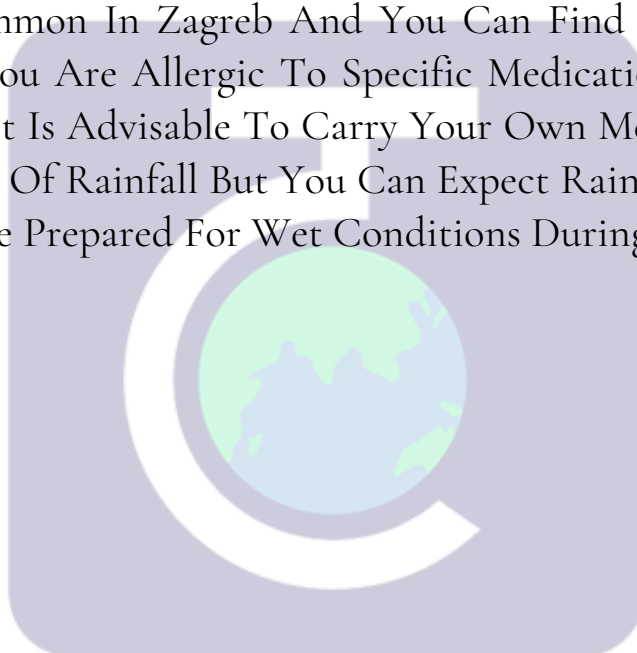 In Zagreb And You Can Find
Are Allergic To Specific
Is Advisable To Carry Your Own
Of Rainfall But You Can Expect Rain
Prepared For Wet Conditions During